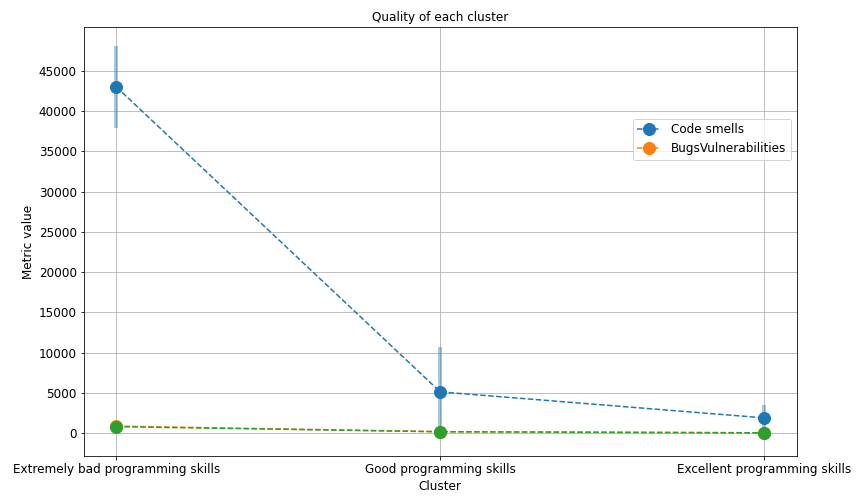 Quality of each cluster
45000
40000
35000
30000
25000
20000
15000
10000
5000
0
Metric value
Code smells
BugsVulnerabilities
Extremely bad programming skills
Good programming skills
Excellent programming skills
Cluster